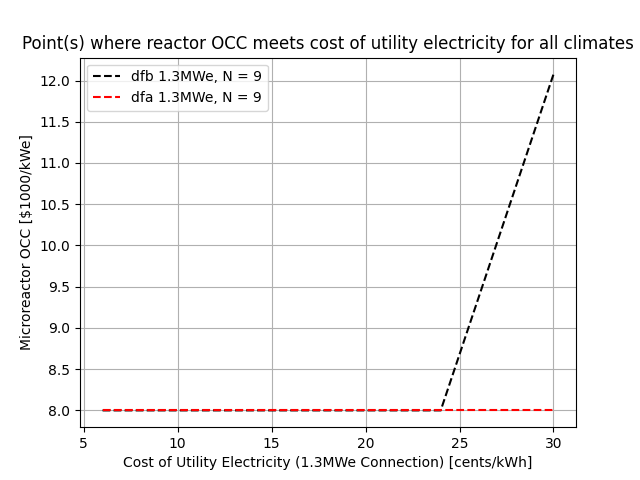 Point(s) where reactor OCC meets cost of utility electricity for all climates
dfb 1.3MWe, N = 9
dfa 1.3MWe, N = 9
Microreactor OCC [$1000/kWe]
12.0
11.5
11.0
10.5
10.0
9.5
9.0
8.5
8.0
5 10 15 20 25 30
Cost of Utility Electricity (1.3MWe Connection) [cents/kWh]